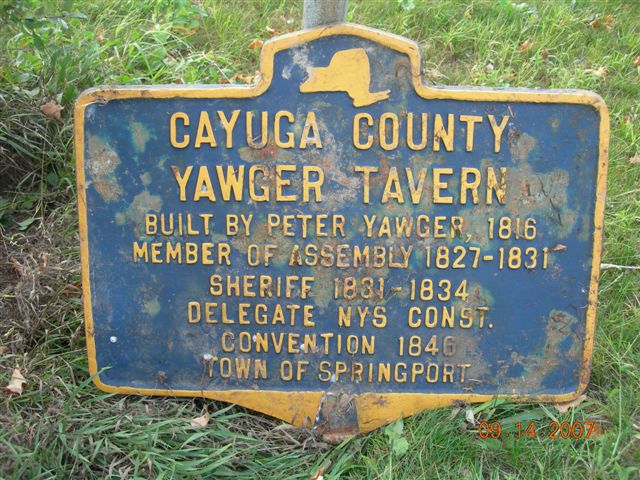 CAYUGA COUNTY
YAWGER TAVERN
BUILT BY PETER YAWGER, 1816
MEMBER OF ASSEMBLY 1827-1831
SHERIFF 1831-1834
DELEGATE NYS CONST.
CONVENTION 1846
TOWN OF SPRINGPORT
09.14.2007